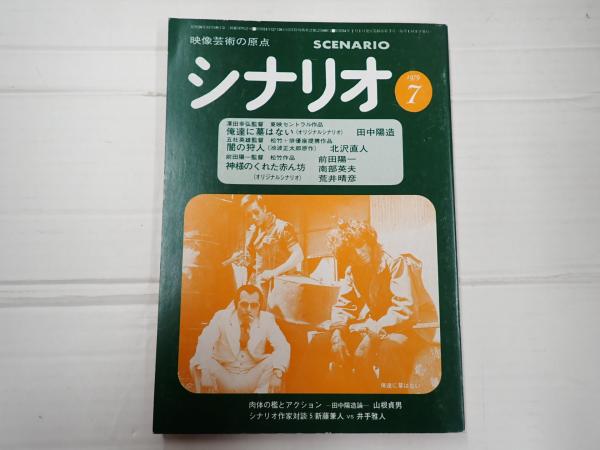 映像芸術の原点
SCENARIO
シナリオ
1979
7
澤田幸弘監督 東映セントラル作品
俺達に墓はない(オリジナルシナリオ) 田中陽造
五社英雄監督 松竹・俳優座提携作品
闇の狩人(池波正太郎原作) 北沢直人
前田陽一監督 松竹作品 前田陽一
神様のくれた赤ん坊 南部英夫
(オリジナルシナリオ) 荒井晴彦
俺達に墓はない
肉体の檻とアクション —田中陽造論— 山根貞男
シナリオ作家対談5 新藤兼人 vs 井手雅人